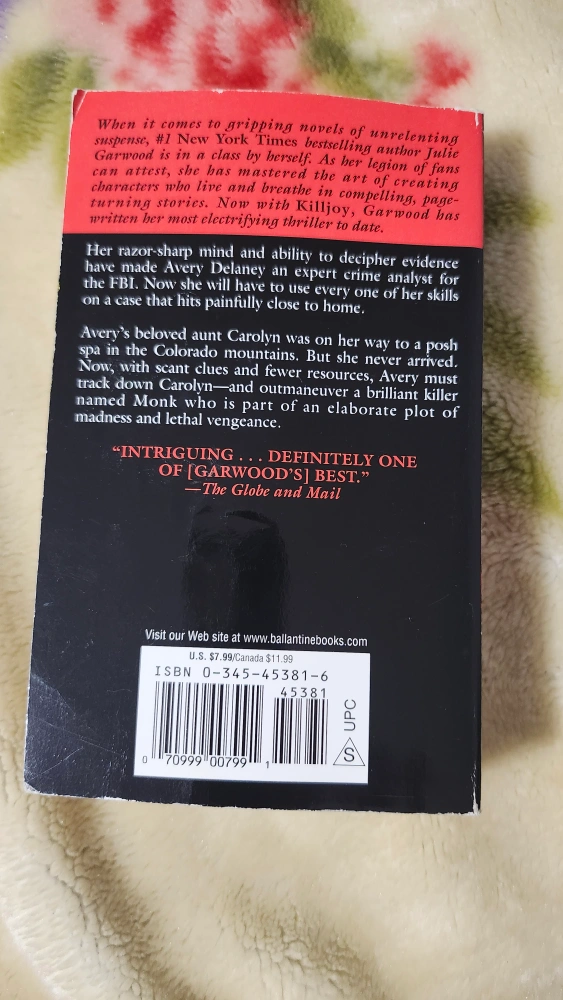 When it comes to gripping novels of unrelenting
suspense, #1 New York Times bestselling author Julie
Garwood is in a class by herself. As her legion of fans
can attest, she has mastered the art of creating
characters who live and breathe in compelling, page-
turning stories. Now with Killjoy, Garwood has
written her most electrifying thriller to date.
Her razor-sharp mind and ability to decipher evidence
have made Avery Delaney an expert crime analyst for
the FBI. Now she will have to use every one of her skills
on a case that hits painfully close to home.
Avery's beloved aunt Carolyn was on her way to a posh
spa in the Colorado mountains. But she never arrived.
Now, with scant clues and fewer resources, Avery must
track down Carolyn—and outmaneuver a brilliant killer
named Monk who is part of an elaborate plot of
madness and lethal vengeance.
“INTRIGUING . . . DEFINITELY ONE
OF [GARWOOD'S] BEST.”
—The Globe and Mail
Visit our Web site at www.ballantinebooks.com
U.S. $7.99/Canada $11.99
ISBN 0-345-45381-6
45381
0 70999 00799 1
UPC
S